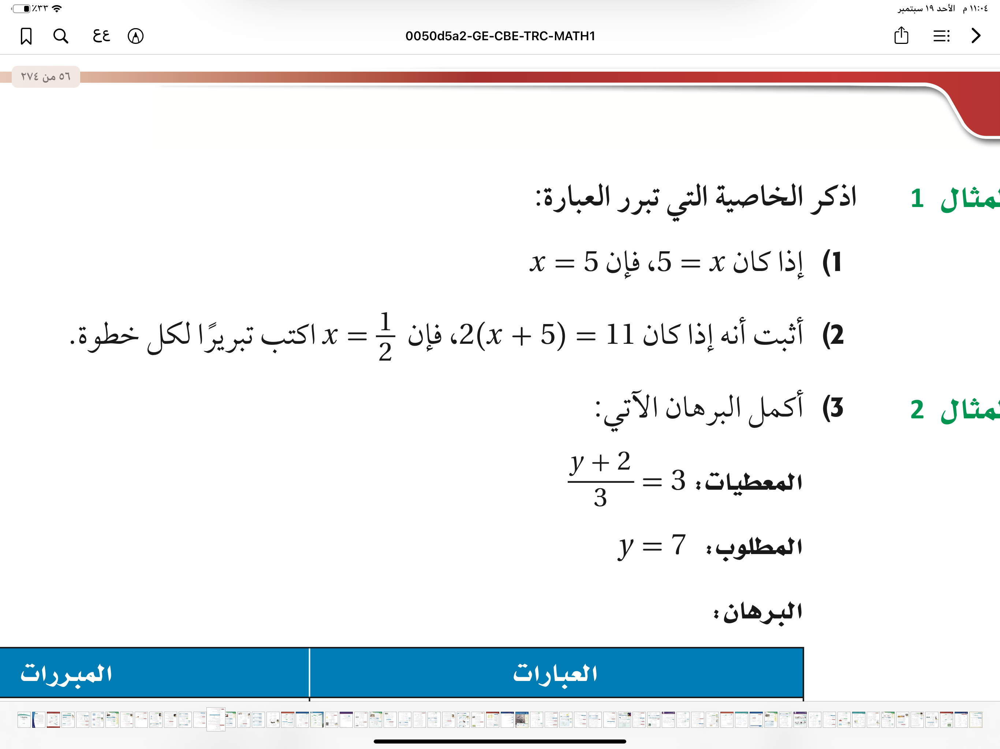 ١١:٠٤ م الأحد ١٩ سبتمبر
٣٣٪
عع
0050d5a2-GE-CBE-TRC-MATH1
٥٦ من ٢٧٤
مثال 1 اذكر الخاصية التي تبرر العبارة:
1) إذا كان 5 = x، فإن x = 5
2) أثبت أنه إذا كان 2(x + 5) = 11، فإن x = 1/2 اكتب تبريرًا لكل خطوة.
مثال 2 3) أكمل البرهان الآتي:
المعطيات: (y + 2)/3 = 3
المطلوب: y = 7
البرهان:
العبارات المبررات